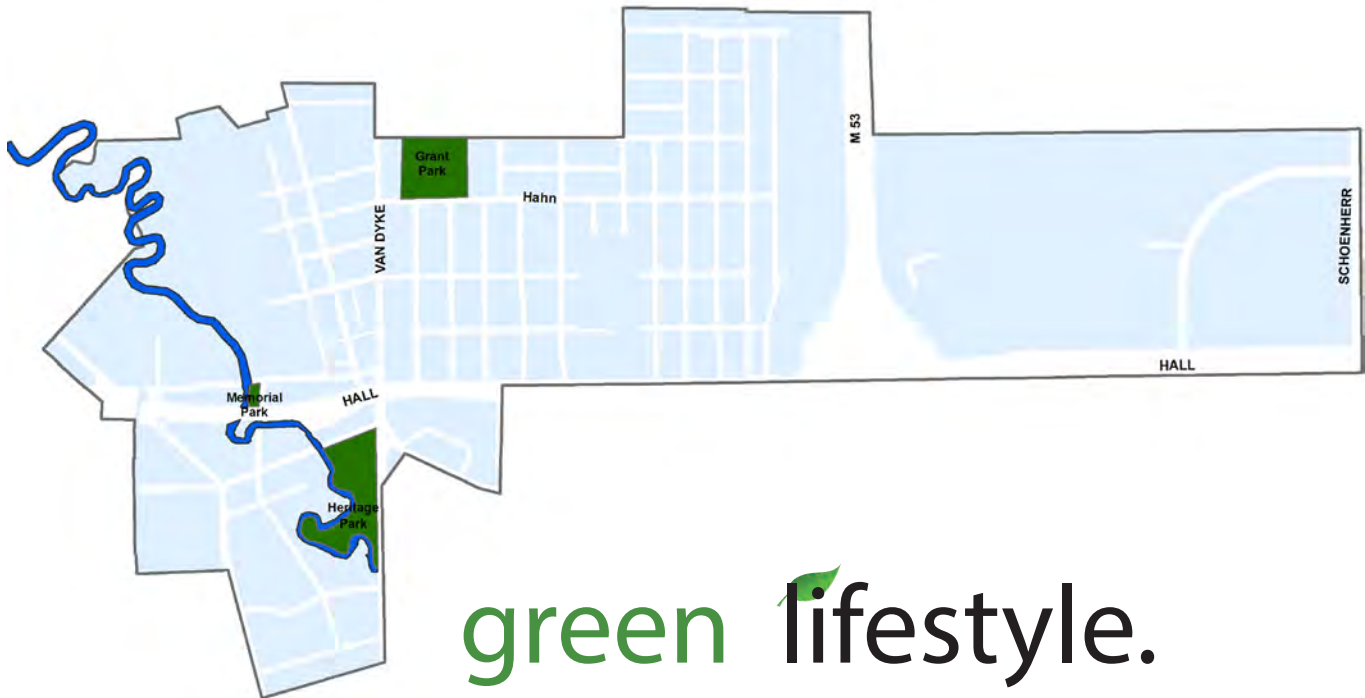 M 53
Grant
Park
Hahn
SCHOENHERR
VAN DYKE
HALL
Memorial
Park
HALL
Heritage
Park
green lifestyle.